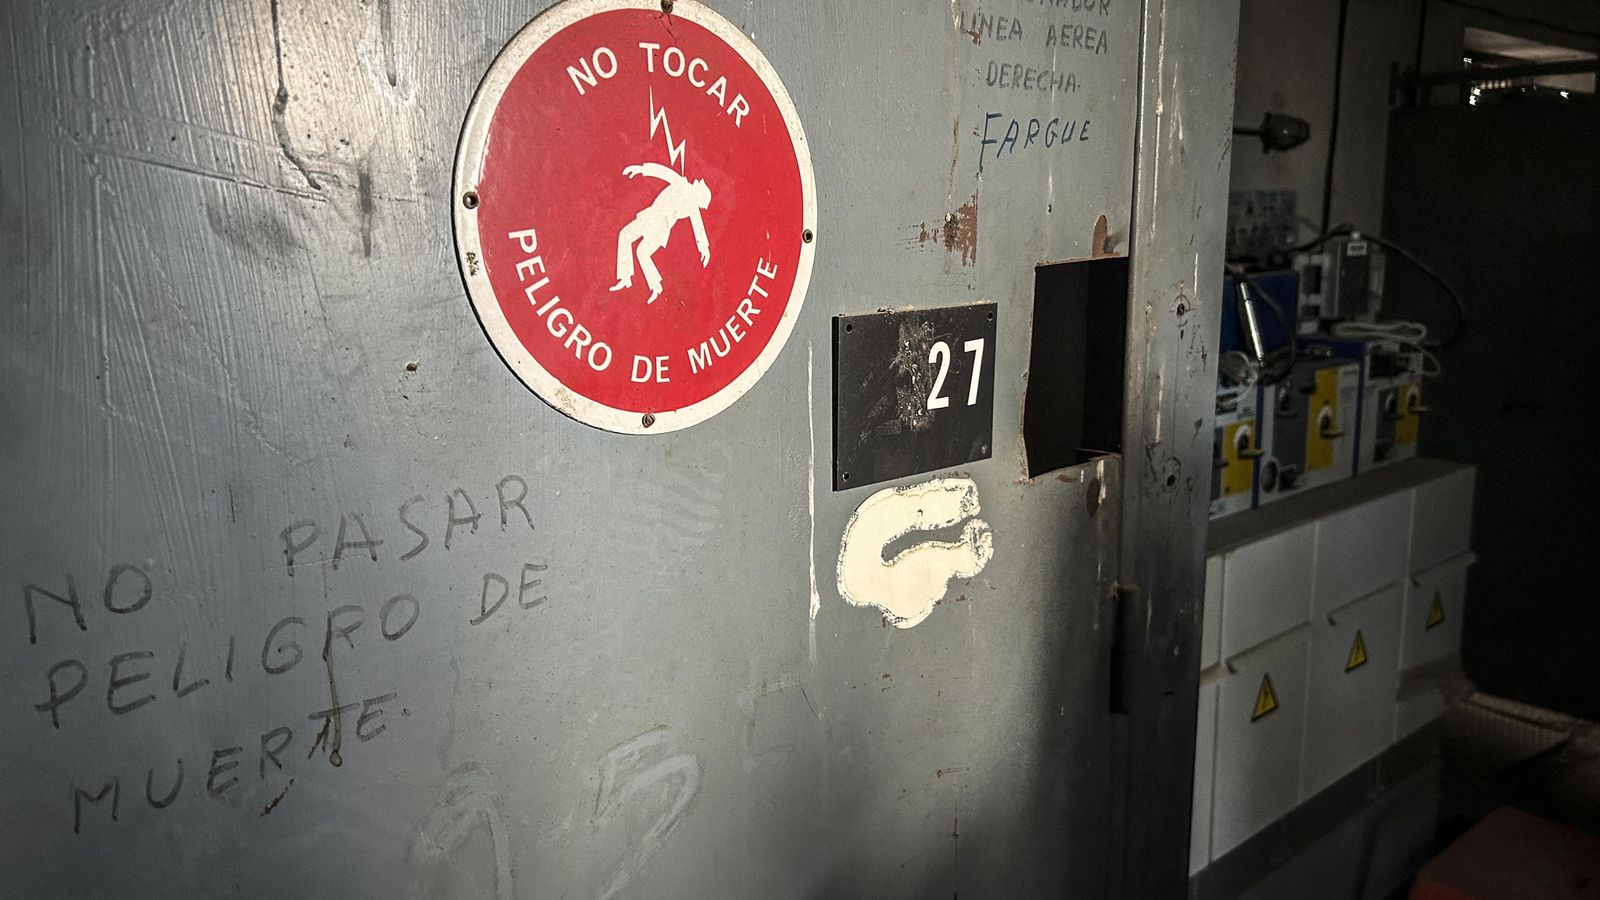 NO TOCAR
PELIGRO DE MUERTE
LINEA AEREA
DERECHA.
FARGUE
27
NO PASAR
PELIGRO DE
MUERTE.